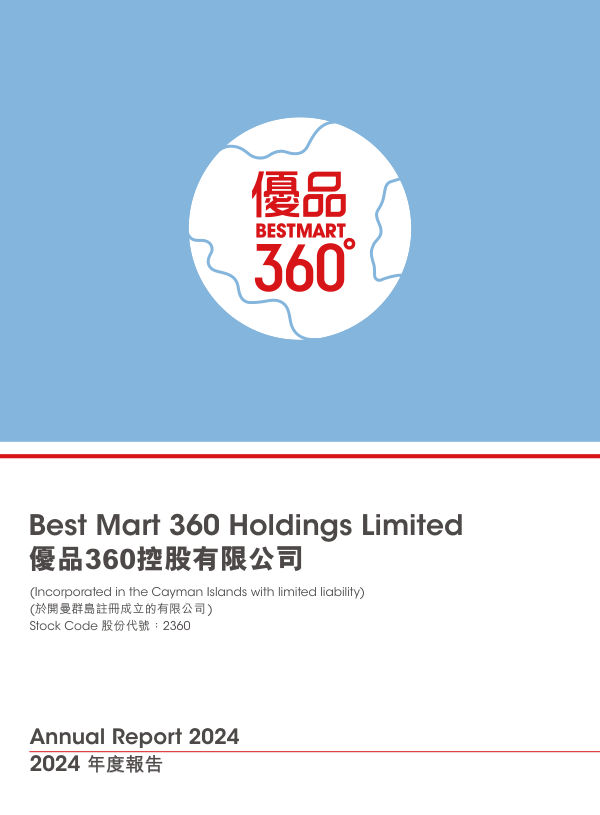 優品
BESTMART
360°
Best Mart 360 Holdings Limited
優品360控股有限公司
(Incorporated in the Cayman Islands with limited liability)
(於開曼群島註冊成立的有限公司)
Stock Code 股份代號：2360
Annual Report 2024
2024 年度報告